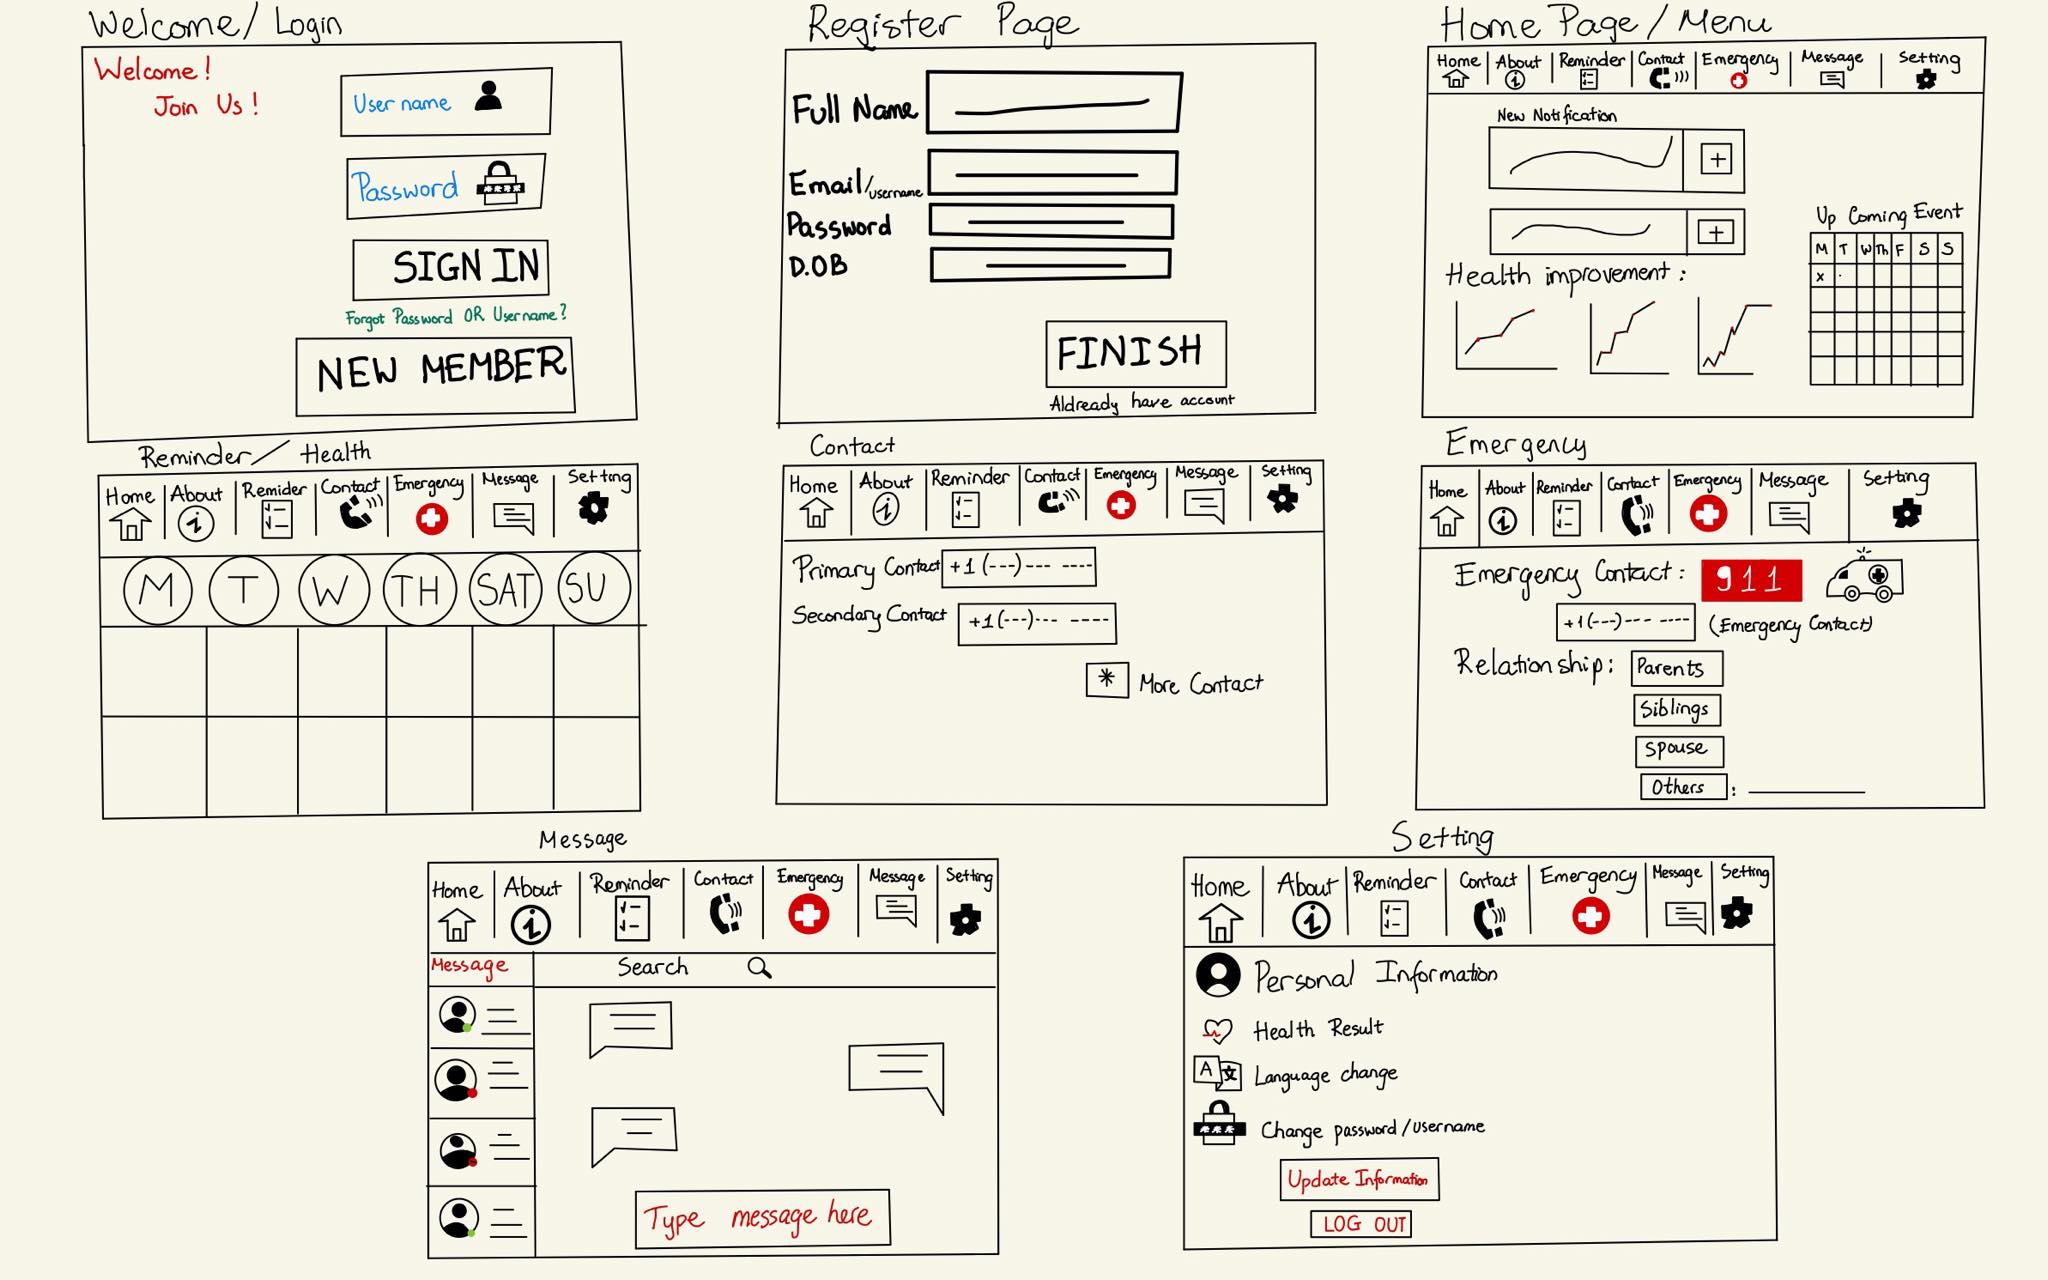 Welcome/ Login
Welcome!
Join Us!
User name
Password
****
SIGN IN
Forgot Password OR Username?
NEW MEMBER
Register Page
Full Name
Email/username
Password
D.OB
FINISH
Aldready have account
Home Page/Menu
Home About Reminder Contact Emergency Message Setting
New Notification
+
+
Up Coming Event
M T W Th F S S
x
Health improvement:
Reminder/ Health
Home About Remider Contact Emergency Message Setting
M T W TH SAT SU
Contact
Home About Reminder Contact Emergency Message Setting
Primary Contact +1 (---)--- ----
Secondary Contact +1(---)--- ----
* More Contact
Emergency
Home About Reminder Contact Emergency Message Setting
Emergency Contact: 911
+1(---)--- ---- (Emergency Contact)
Relationship: Parents
Siblings
Spouse
Others : ________
Message
Home About Reminder Contact Emergency Message Setting
Message Search
Type message here
Setting
Home About Reminder Contact Emergency Message Setting
Personal Information
Health Result
A 文 Language change
*** Change password/username
Update Information
LOG OUT